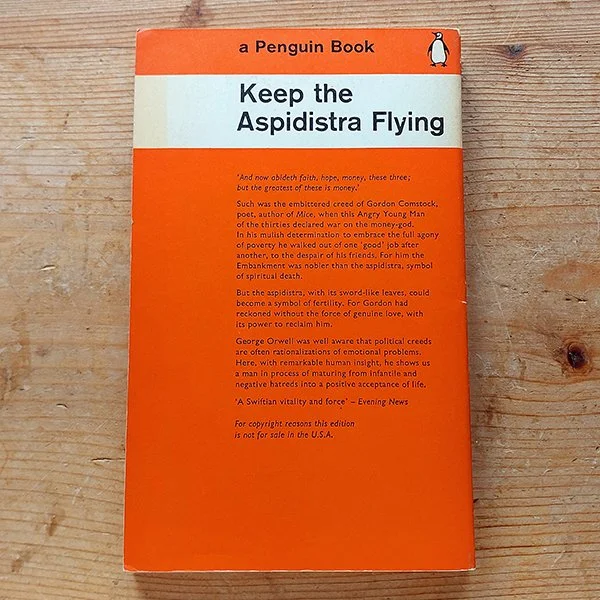 a Penguin Book
Keep the
Aspidistra Flying
'And now abideth faith, hope, money, these three;
but the greatest of these is money.'
Such was the embittered creed of Gordon Comstock,
poet, author of Mice, when this Angry Young Man
of the thirties declared war on the money-god.
In his mulish determination to embrace the full agony
of poverty he walked out of one 'good' job after
another, to the despair of his friends. For him the
Embankment was nobler than the aspidistra, symbol
of spiritual death.
But the aspidistra, with its sword-like leaves, could
become a symbol of fertility. For Gordon had
reckoned without the force of genuine love, with
its power to reclaim him.
George Orwell was well aware that political creeds
are often rationalizations of emotional problems.
Here, with remarkable human insight, he shows us
a man in process of maturing from infantile and
negative hatreds into a positive acceptance of life.
'A Swiftian vitality and force' – Evening News
For copyright reasons this edition
is not for sale in the U.S.A.